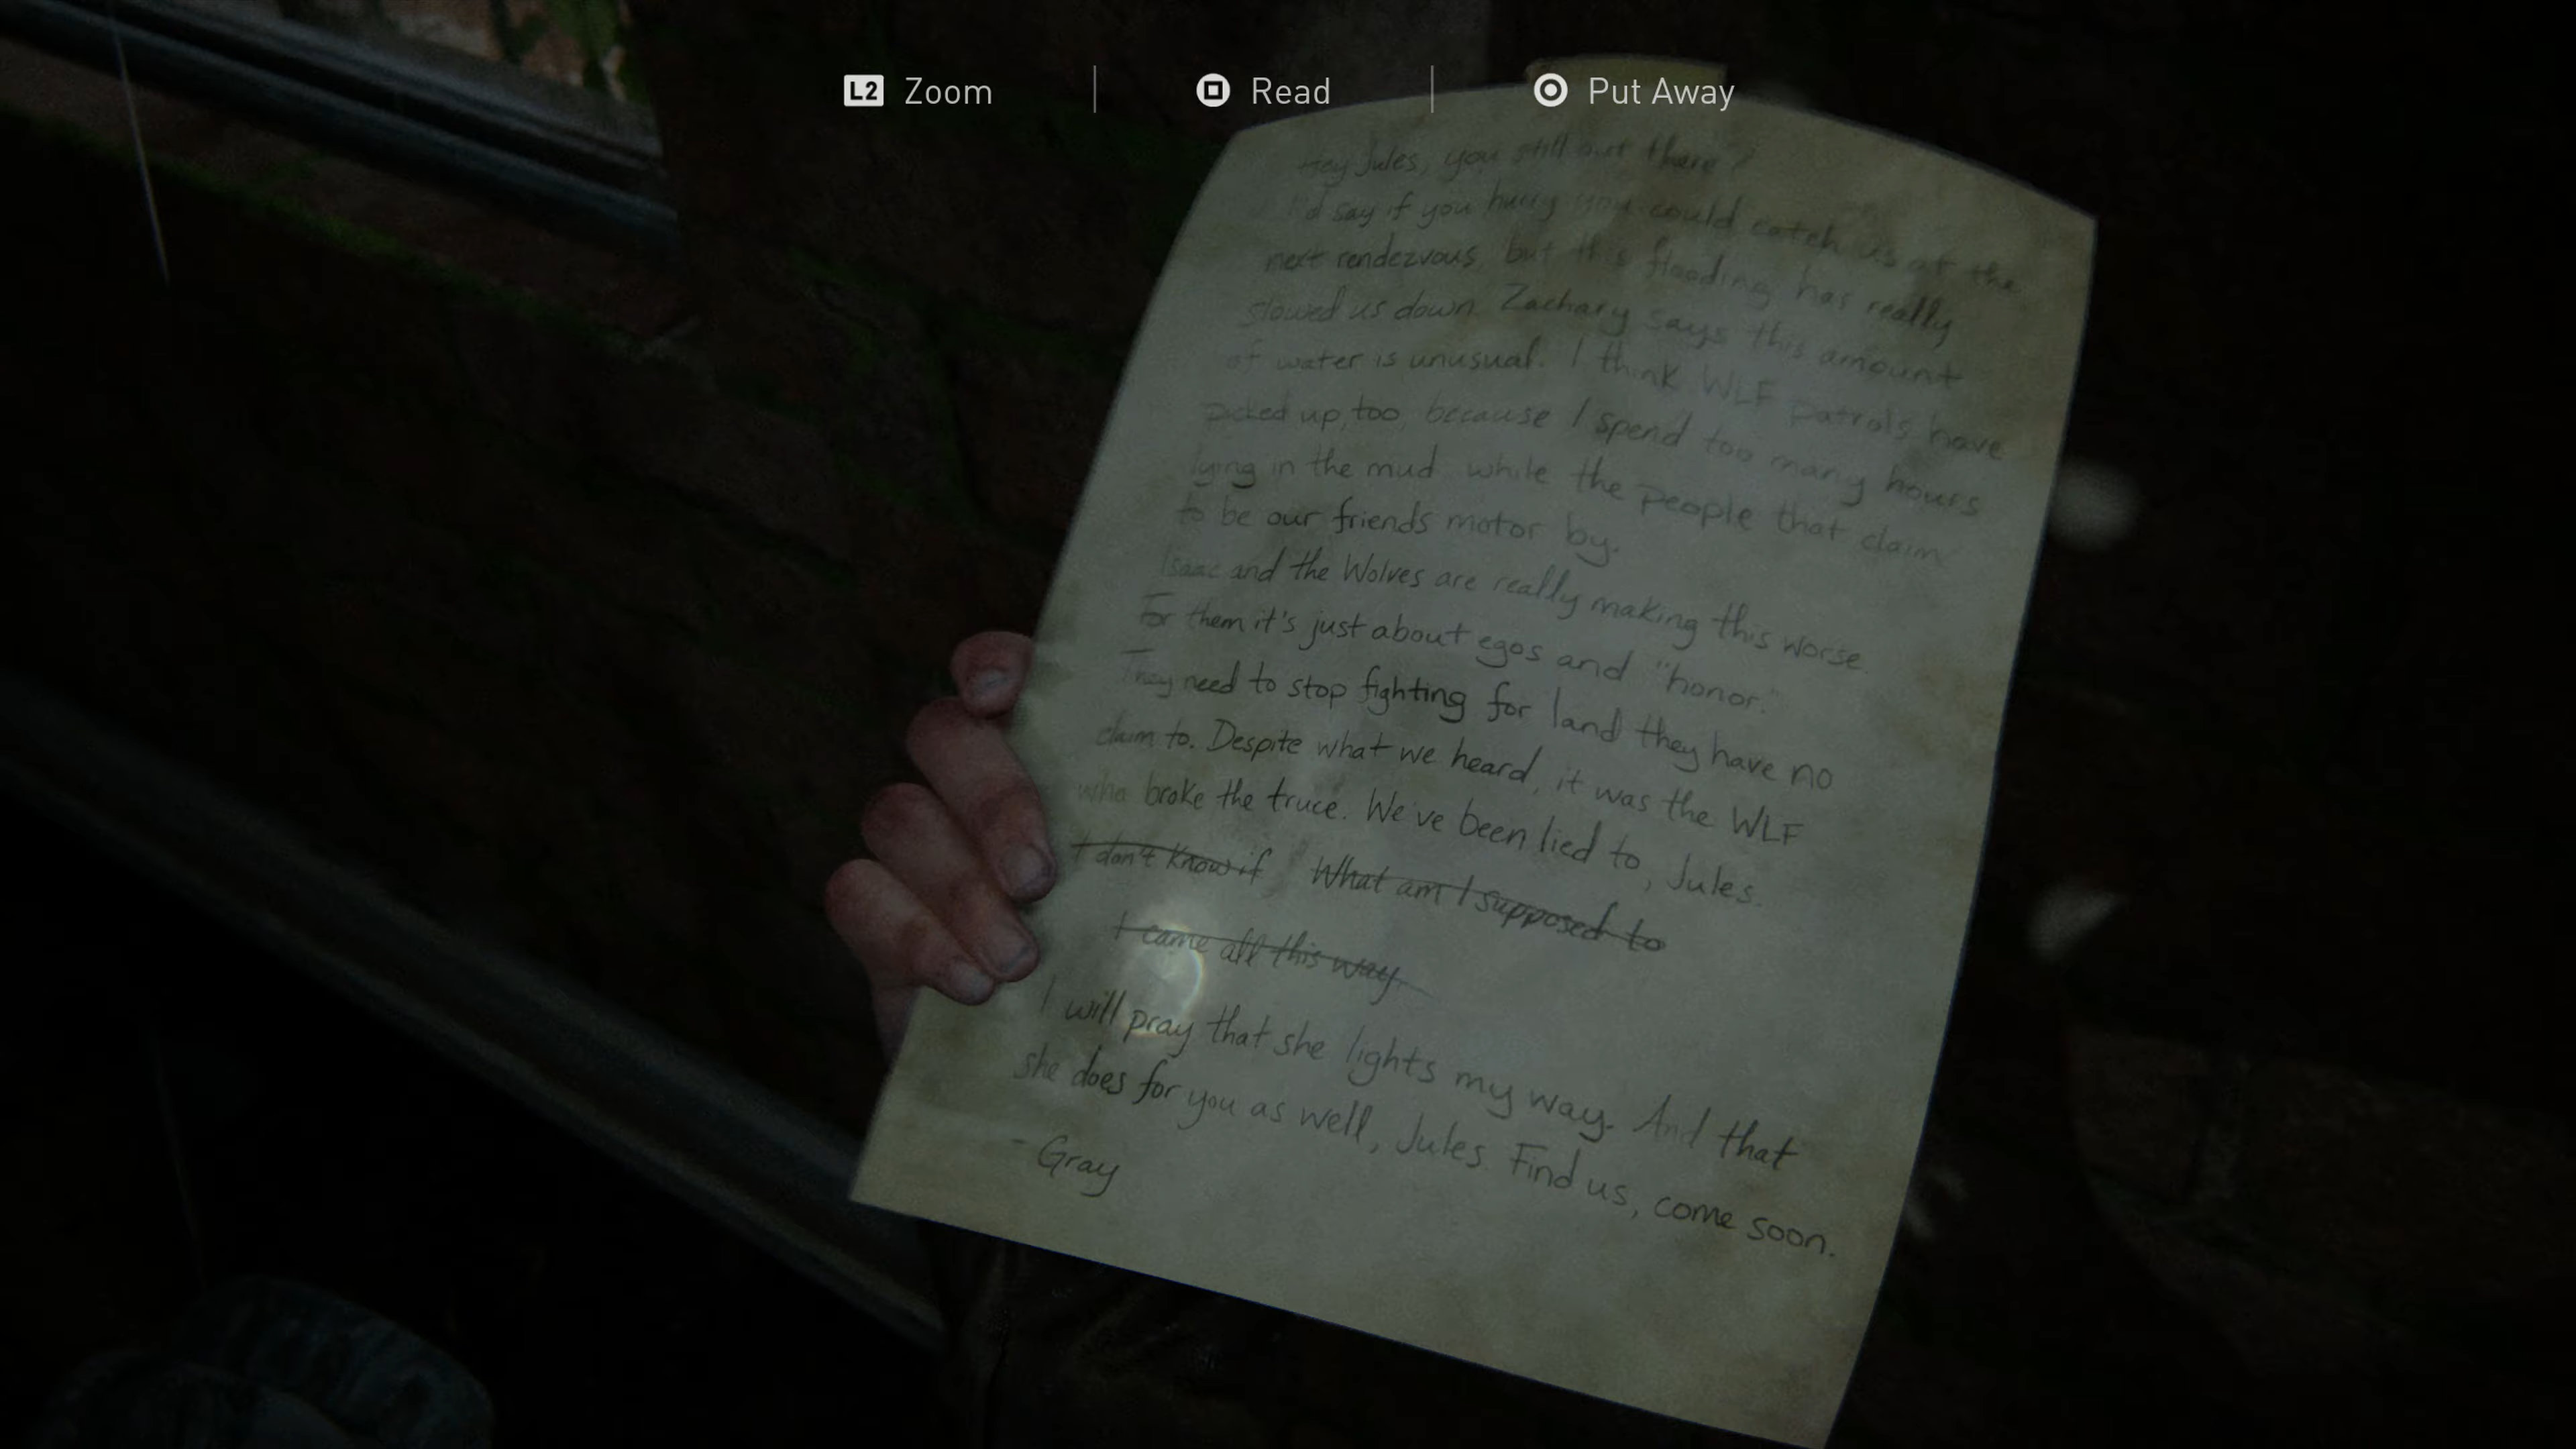 L2 Zoom | Read | Put Away
Hey Jules, you still out there?
I'd say if you hurry you could catch us at the
next rendezvous, but this flooding has really
slowed us down. Zachary says this amount
of water is unusual. I think WLF patrols have
picked up, too, because I spend too many hours
lying in the mud while the people that claim
to be our friends motor by.
Isaac and the Wolves are really making this worse.
For them it's just about egos and "honor."
They need to stop fighting for land they have no
claim to. Despite what we heard, it was the WLF
who broke the truce. We've been lied to, Jules.
I don't know if What am I supposed to
I came all this way
I will pray that she lights my way. And that
she does for you as well, Jules. Find us, come soon.
- Gray